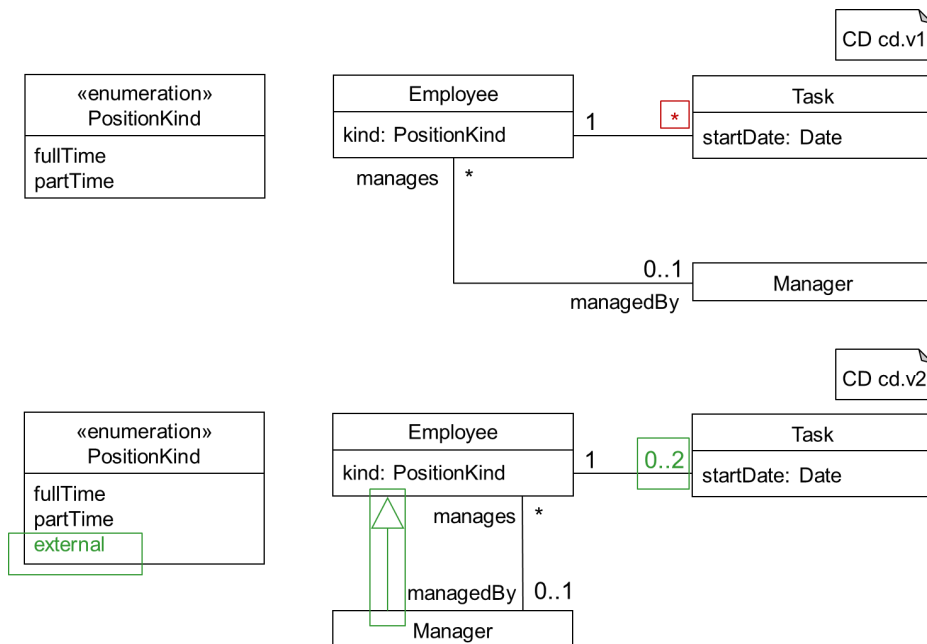 CD cd.v1
«enumeration»
PositionKind
fullTime
partTime
Employee
kind: PositionKind
1
*
Task
startDate: Date
manages
*
0..1
managedBy
Manager
CD cd.v2
«enumeration»
PositionKind
fullTime
partTime
external
Employee
kind: PositionKind
1
0..2
Task
startDate: Date
manages
*
managedBy
0..1
Manager